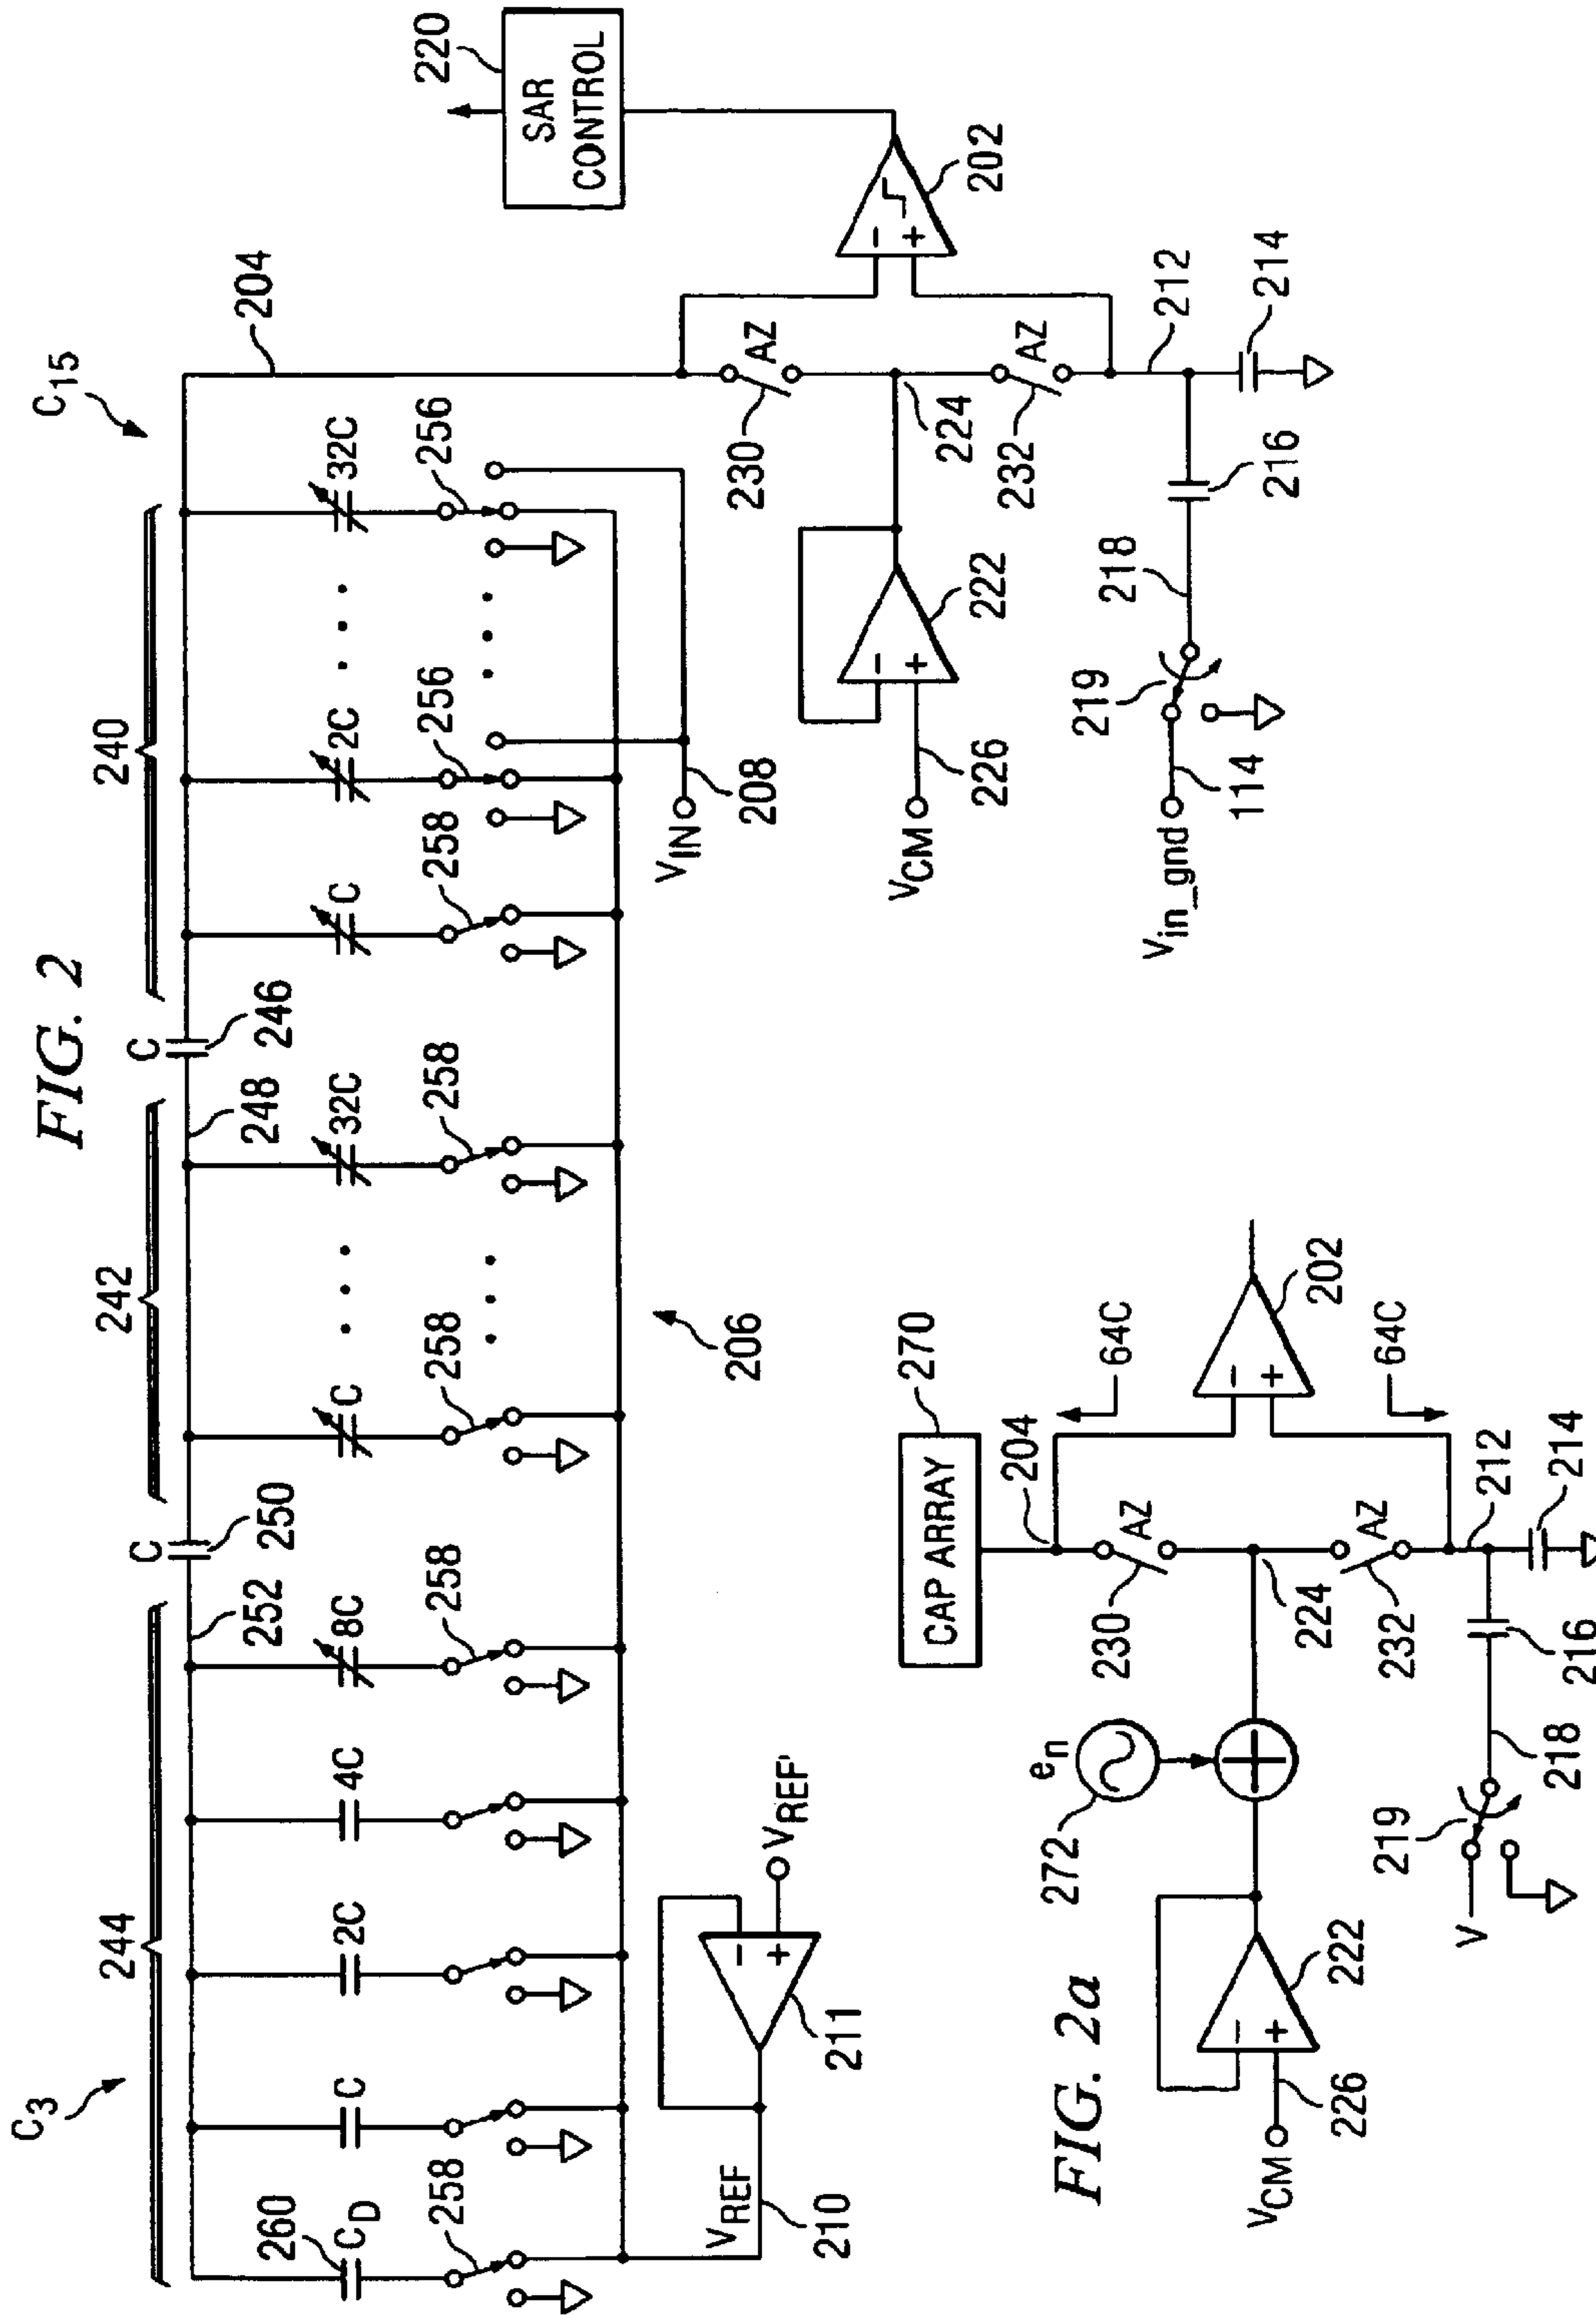 FIG. 2
C3
244
242
240
C15
252
C
250
248
C
246
204
260
CD
C
2C
4C
8C
C
32C
C
2C
32C
258
258
258
258
258
256
256
220
SAR
CONTROL
VREF
210
211
VREF'
206
VIN
208
230
AZ
−
+
202
VCM
226
−
+
222
224
232
AZ
212
214
Vin_gnd
114
219
218
216
−
+
FIG. 2a
CAP ARRAY
270
204
64C
en
272
230
AZ
−
+
202
VCM
226
−
+
222
224
232
AZ
64C
212
214
V
219
218
216